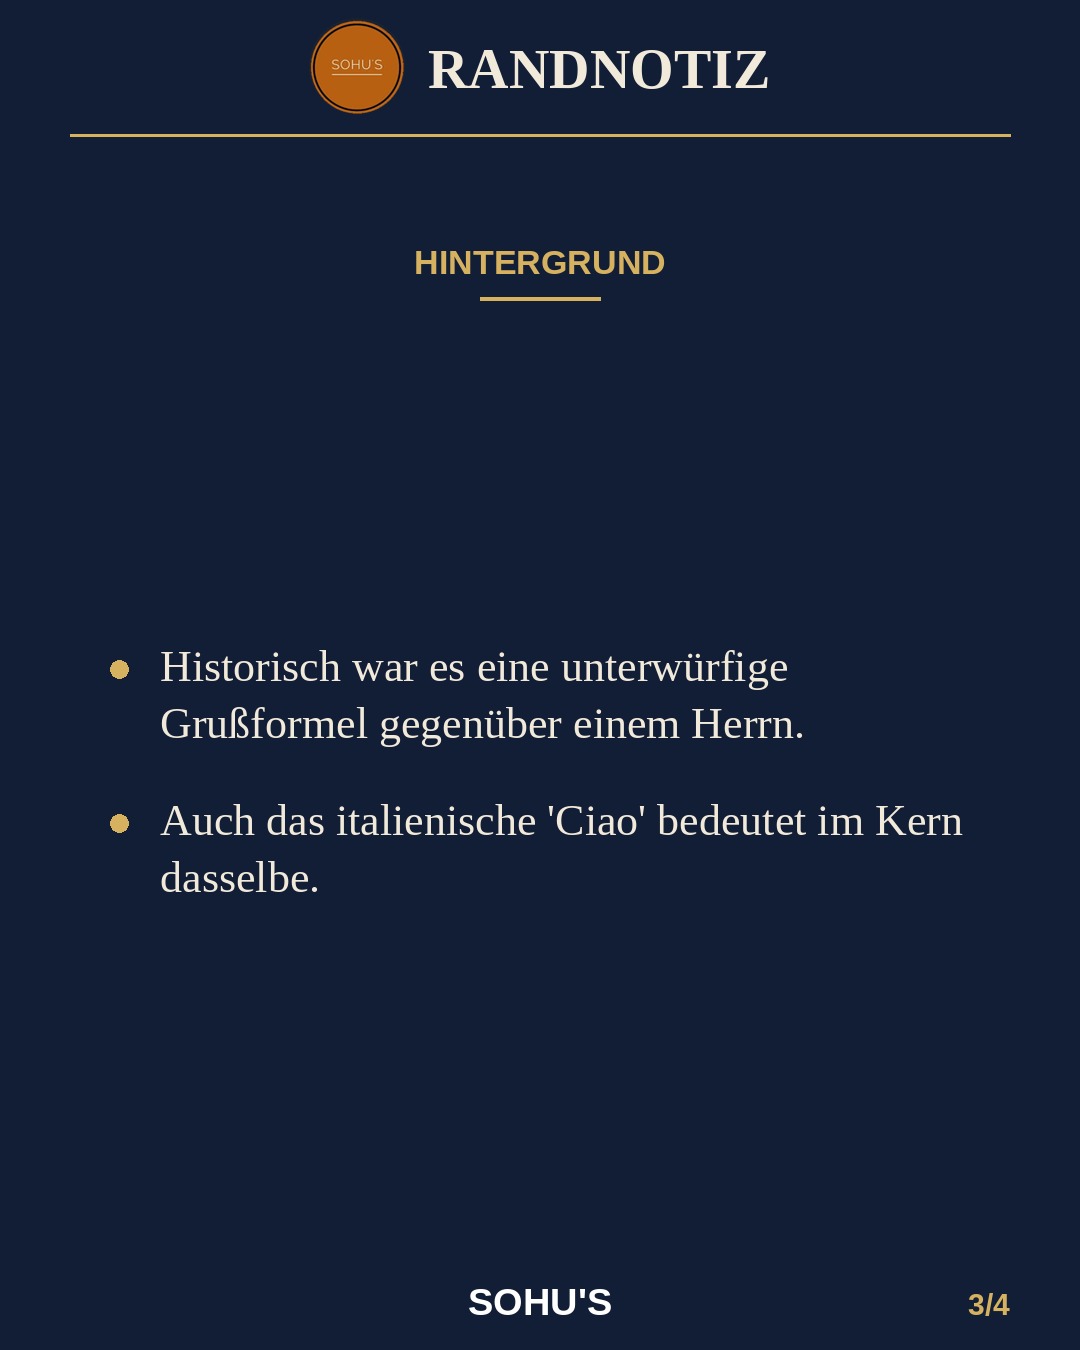 SOHU'S
RANDNOTIZ
HINTERGRUND
Historisch war es eine unterwürfige
Grußformel gegenüber einem Herrn.
Auch das italienische 'Ciao' bedeutet im Kern
dasselbe.
SOHU'S
3/4